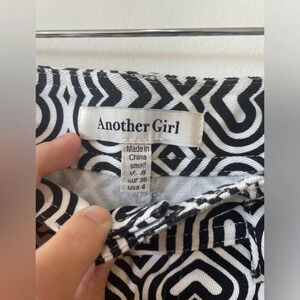 Another Girl
Made in
China
small
uk 8
eur 36
usa 4